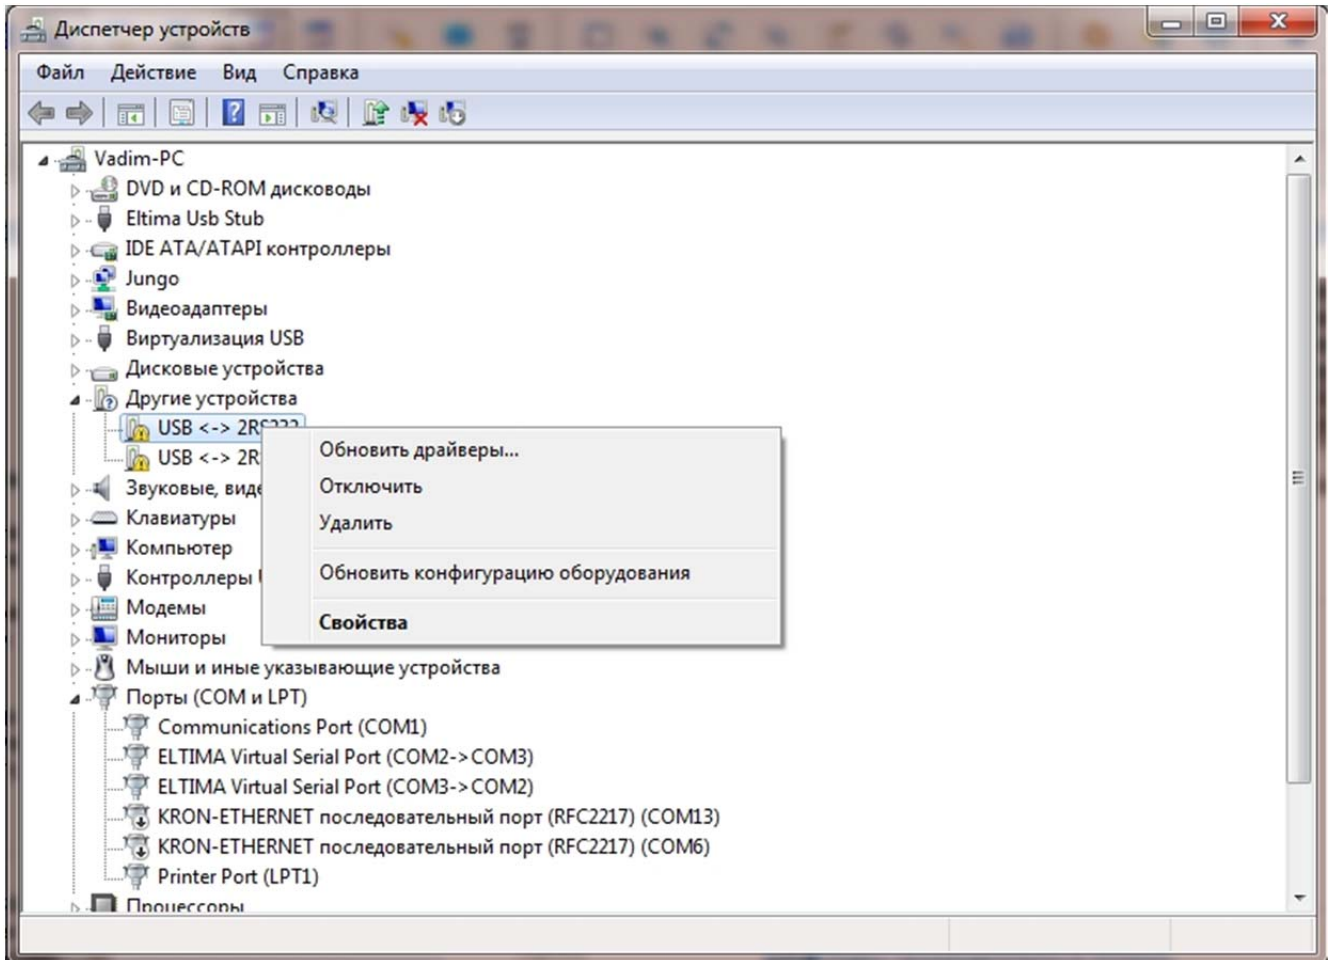 Диспетчер устройств
Файл Действие Вид Справка
Vadim-PC
DVD и CD-ROM дисководы
Eltima Usb Stub
IDE ATA/ATAPI контроллеры
Jungo
Видеоадаптеры
Виртуализация USB
Дисковые устройства
Другие устройства
USB <-> 2RS232
USB <-> 2R
Обновить драйверы...
Отключить
Удалить
Обновить конфигурацию оборудования
Свойства
Звуковые, виде
Клавиатуры
Компьютер
Контроллеры
Модемы
Мониторы
Мыши и иные указывающие устройства
Порты (COM и LPT)
Communications Port (COM1)
ELTIMA Virtual Serial Port (COM2->COM3)
ELTIMA Virtual Serial Port (COM3->COM2)
KRON-ETHERNET последовательный порт (RFC2217) (COM13)
KRON-ETHERNET последовательный порт (RFC2217) (COM6)
Printer Port (LPT1)
Процессоры